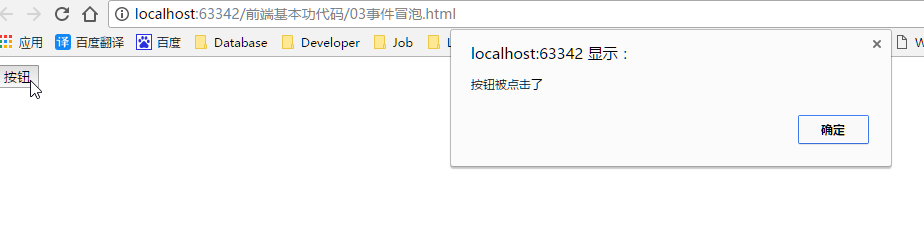 localhost:63342/前端基本功代码/03事件冒泡.html
应用 译 百度翻译 百度 Database Developer Job
localhost:63342 显示：
按钮
按钮被点击了
确定